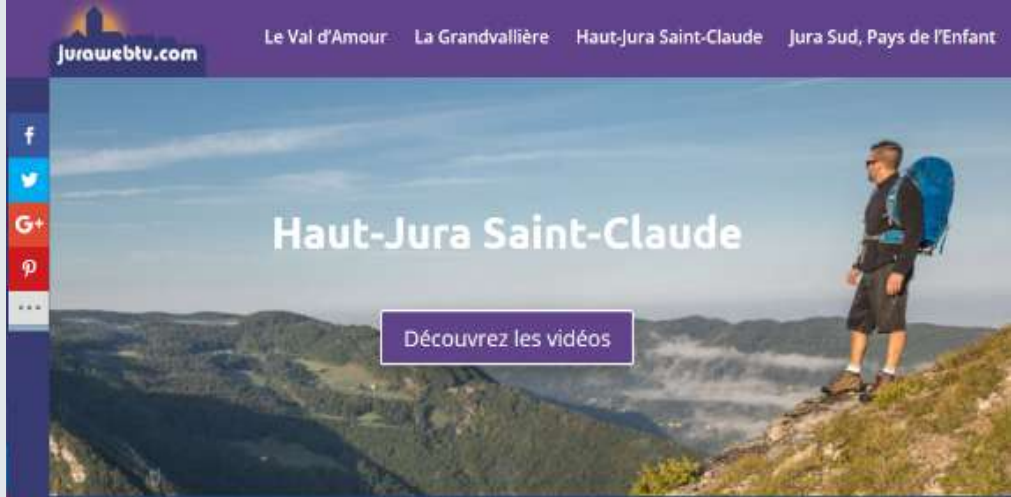 Jurawebtv.com
Le Val d'Amour La Grandvallière Haut-Jura Saint-Claude Jura Sud, Pays de l'Enfant
f
G+
Haut-Jura Saint-Claude
Découvrez les vidéos